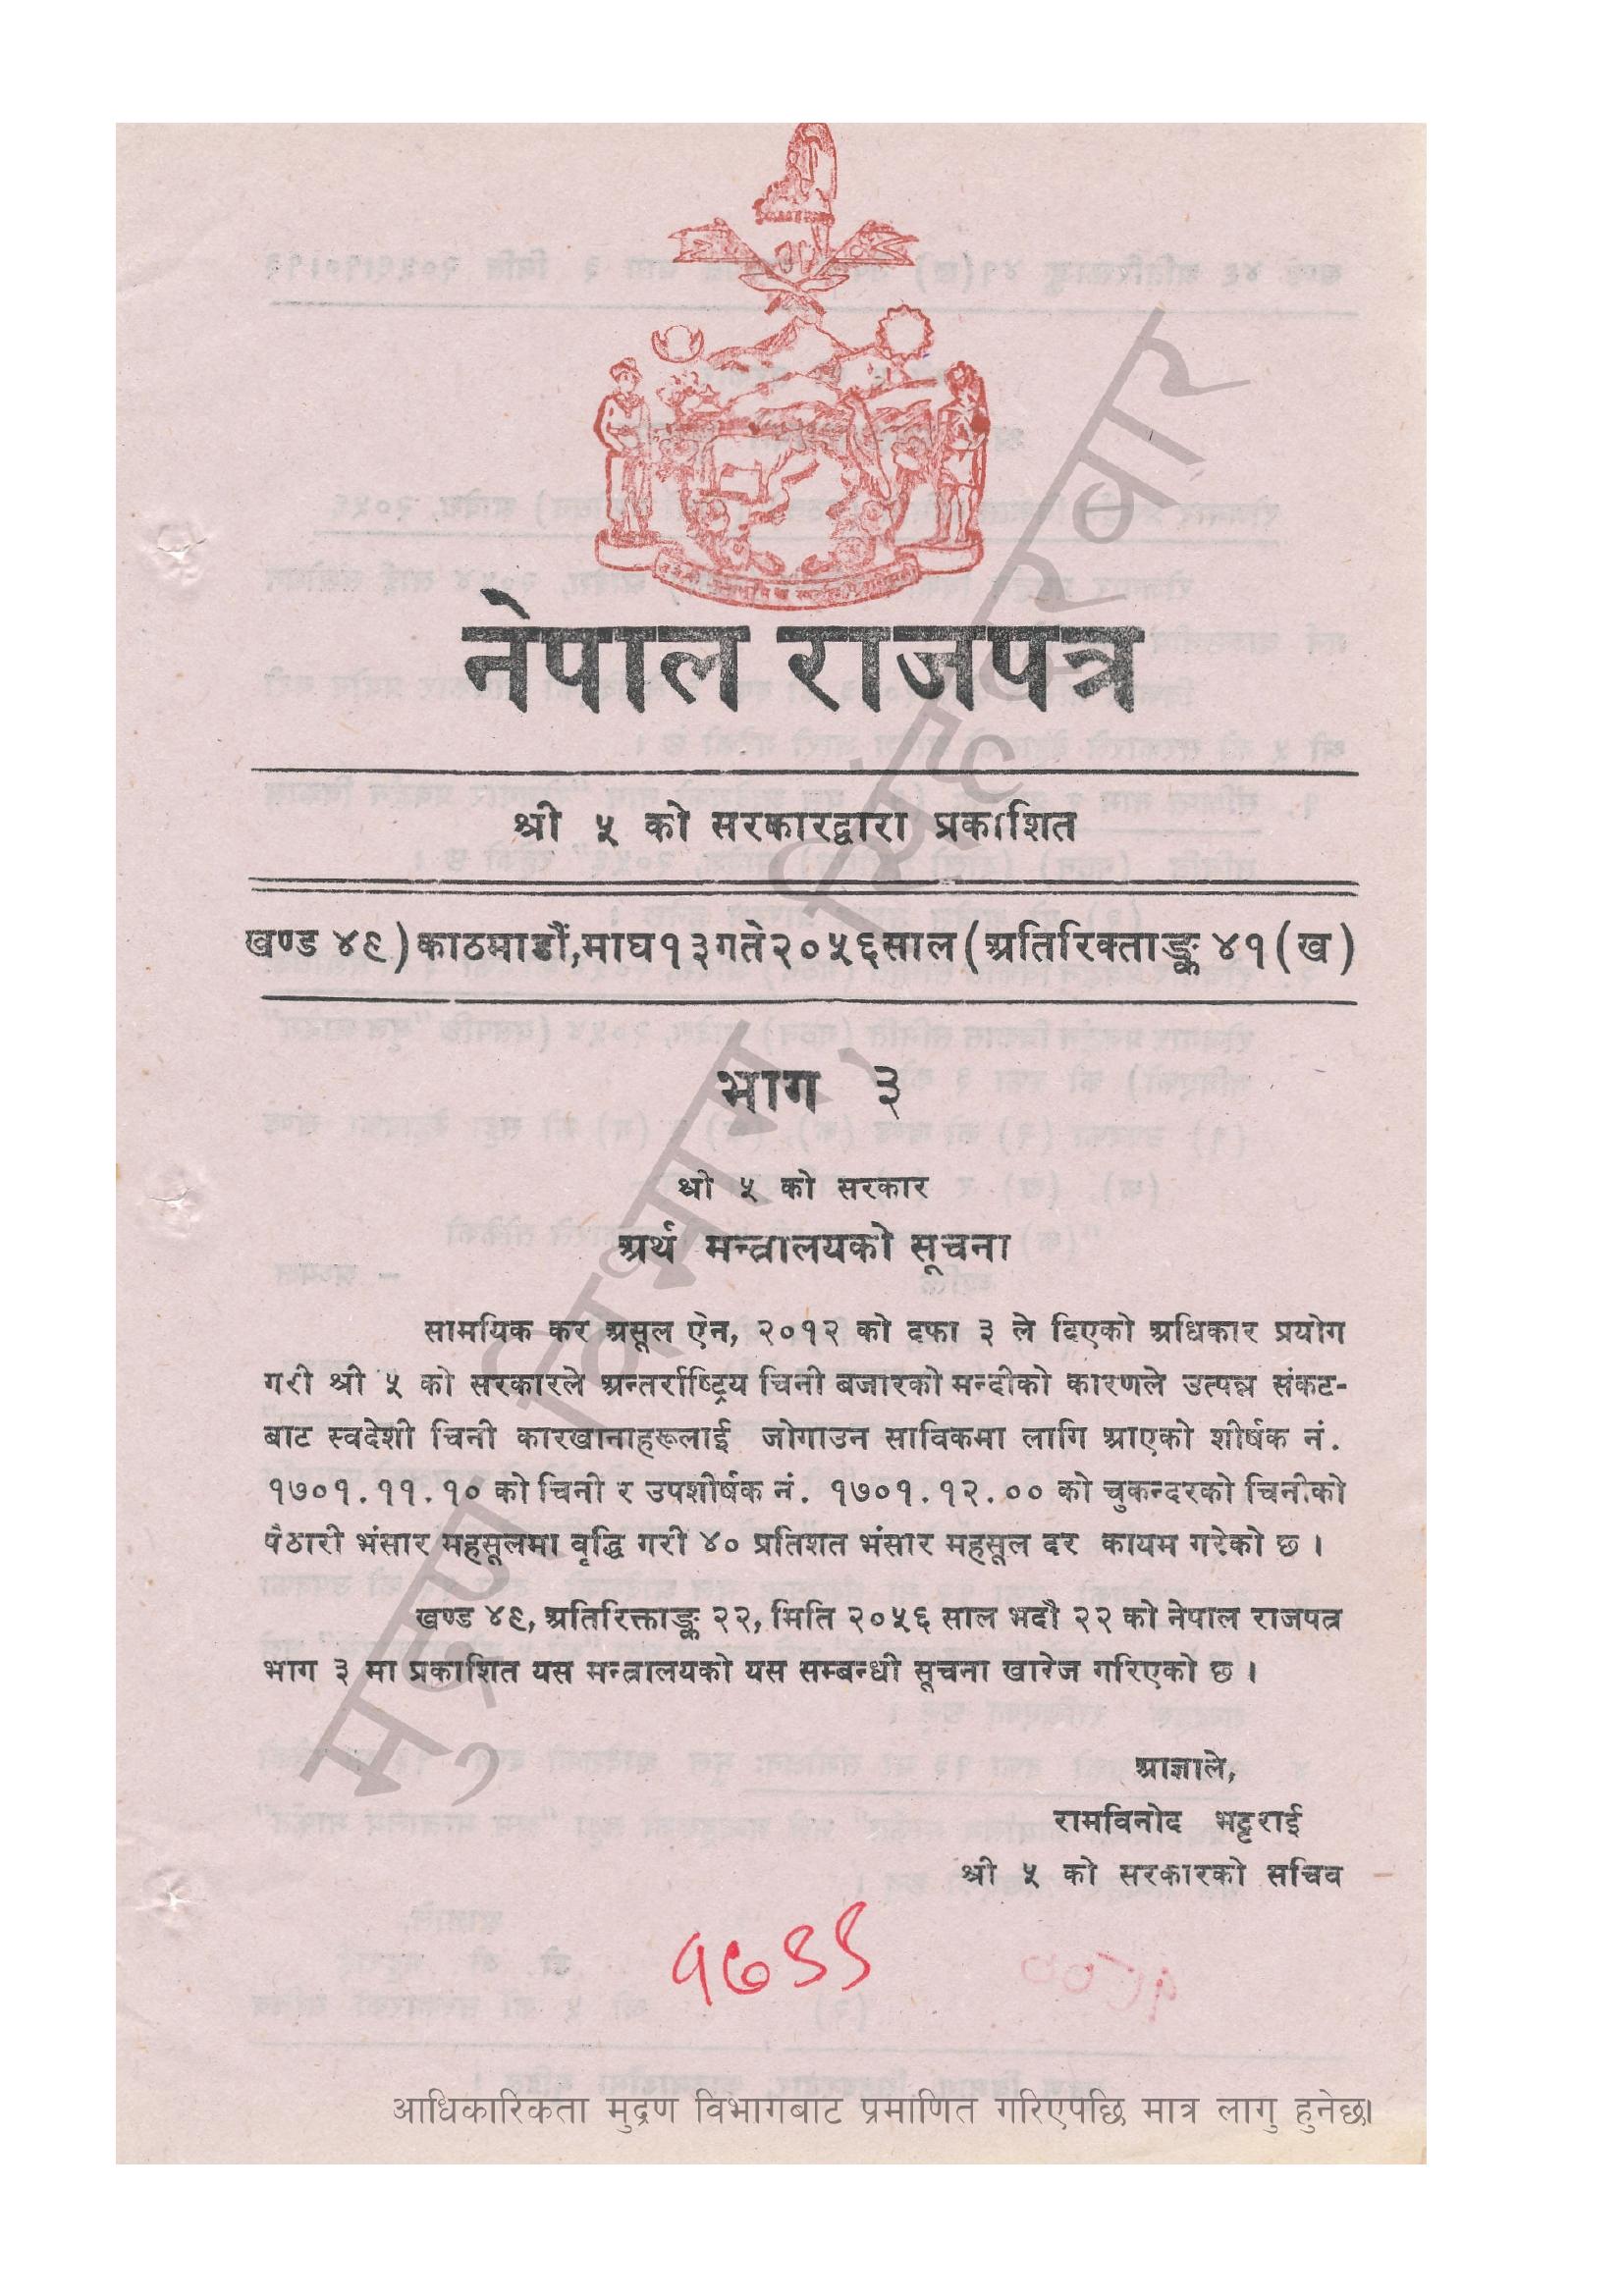 नेपाल राजपत्र
श्री ५ को सरकारद्वारा प्रकाशित
खण्ड ४९) काठमाडौं, माघ १३ गते २०५६ साल (अतिरिक्ताङ्क ४१ (ख)
भाग ३
श्री ५ को सरकार
अर्थ मन्त्रालयको सूचना
सामयिक कर असूल ऐन, २०१२ को दफा ३ ले दिएको अधिकार प्रयोग
गरी श्री ५ को सरकारले अन्तर्राष्ट्रिय चिनी बजारको मन्दीको कारणले उत्पन्न संकट-
बाट स्वदेशी चिनी कारखानाहरूलाई जोगाउन साविकमा लागि आएको शीर्षक नं.
१७०१.११.१० को चिनी र उपशीर्षक नं. १७०१.१२.०० को चुकन्दरको चिनीको
पैठारी भंसार महसूलमा वृद्धि गरी ४० प्रतिशत भंसार महसूल दर कायम गरेको छ ।
खण्ड ४९, अतिरिक्ताङ्क २२, मिति २०५६ साल भदौ २२ को नेपाल राजपत्र
भाग ३ मा प्रकाशित यस मन्त्रालयको यस सम्बन्धी सूचना खारेज गरिएको छ ।
आज्ञाले,
रामविनोद भट्टराई
श्री ५ को सरकारको सचिव
मुद्रण विभाग, सिंहदरवार
आधिकारिकता मुद्रण विभागबाट प्रमाणित गरिएपछि मात्र लागु हुनेछ।